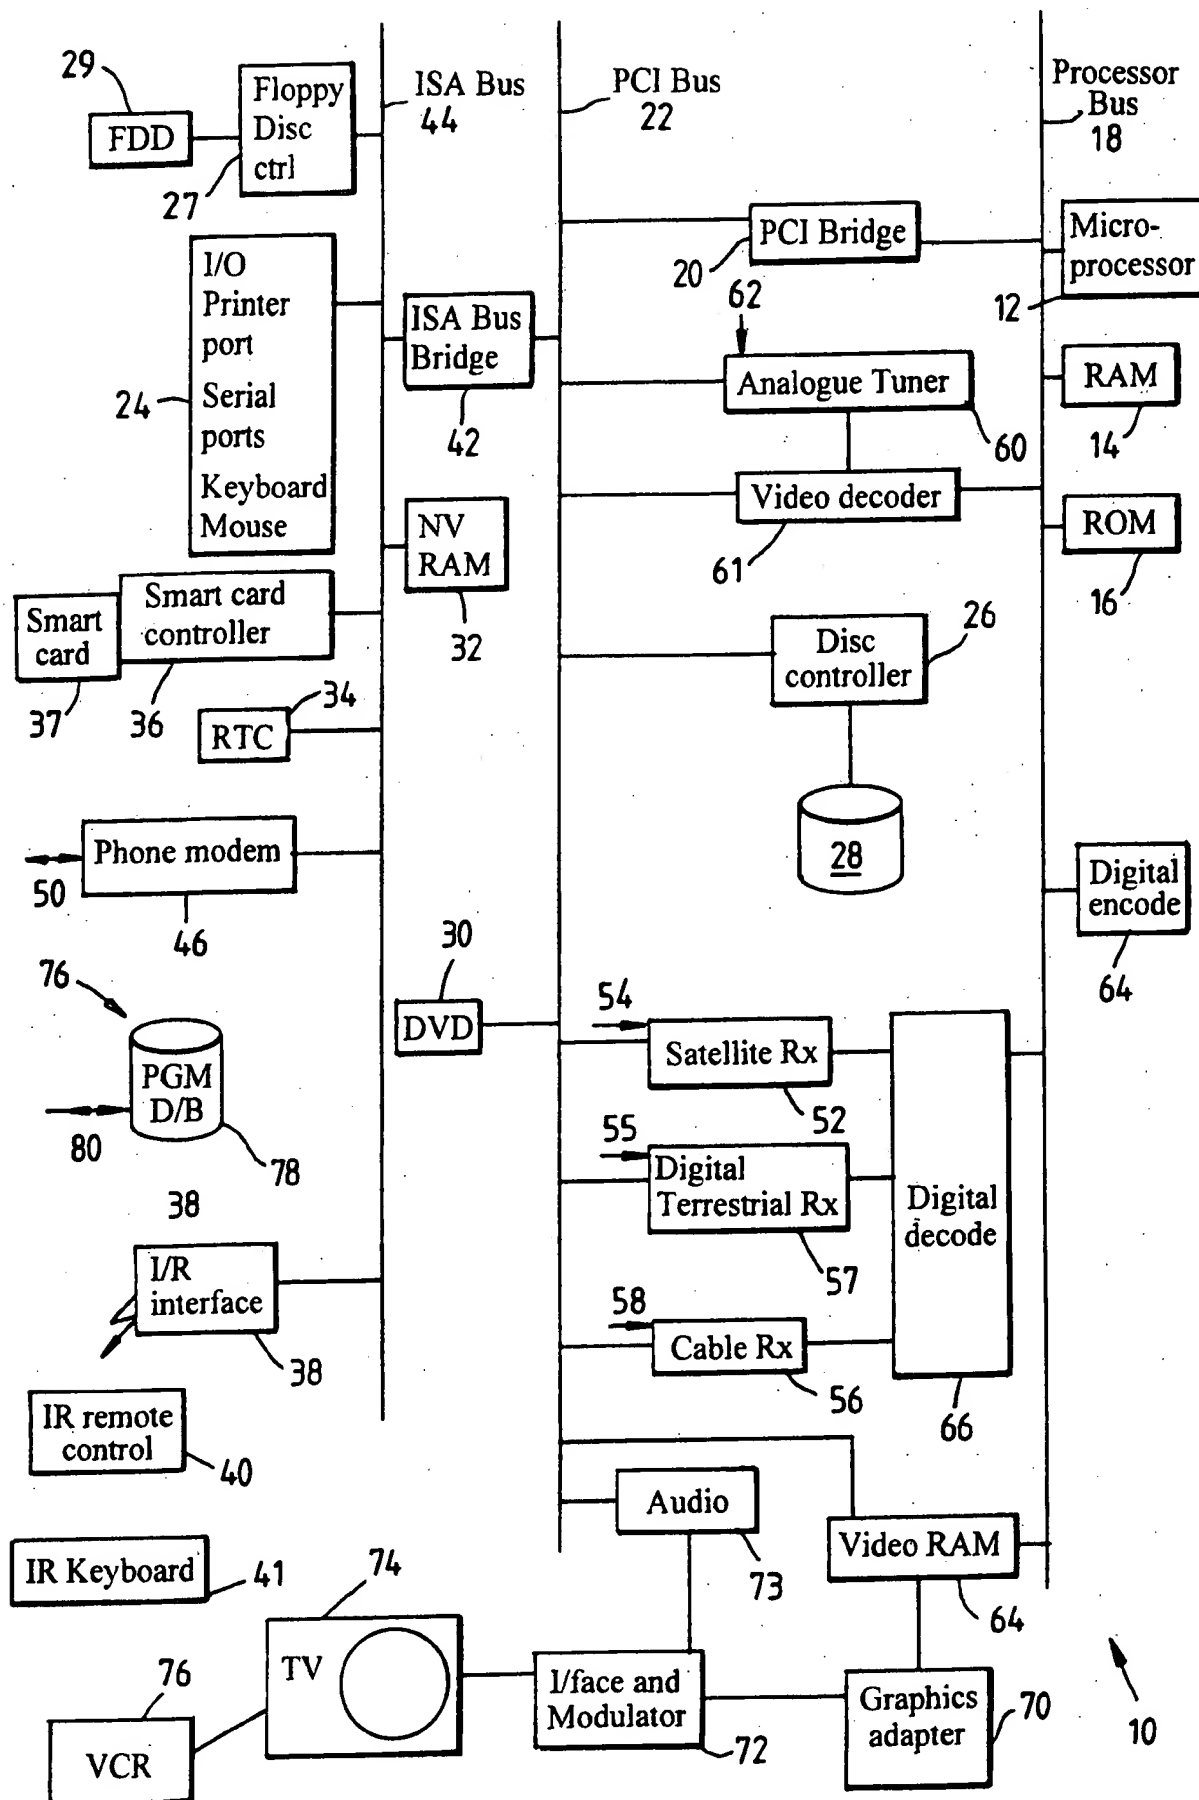 29
FDD
Floppy
Disc
ctrl
27
ISA Bus
44
PCI Bus
22
Processor
Bus
18
I/O
Printer
port
Serial
ports
Keyboard
Mouse
24
ISA Bus
Bridge
42
PCI Bridge
20
Micro-
processor
12
62
Analogue Tuner
60
RAM
14
Video decoder
61
ROM
16
NV
RAM
32
Smart
card
37
Smart card
controller
36
34
RTC
Disc
controller
26
28
Phone modem
50
46
Digital
encode
64
76
PGM
D/B
80
78
30
DVD
54
Satellite Rx
52
55
Digital
Terrestrial Rx
57
58
Cable Rx
56
Digital
decode
66
38
I/R
interface
38
IR remote
control
40
IR Keyboard
41
Audio
73
Video RAM
64
74
TV
76
VCR
I/face and
Modulator
72
Graphics
adapter
70
10